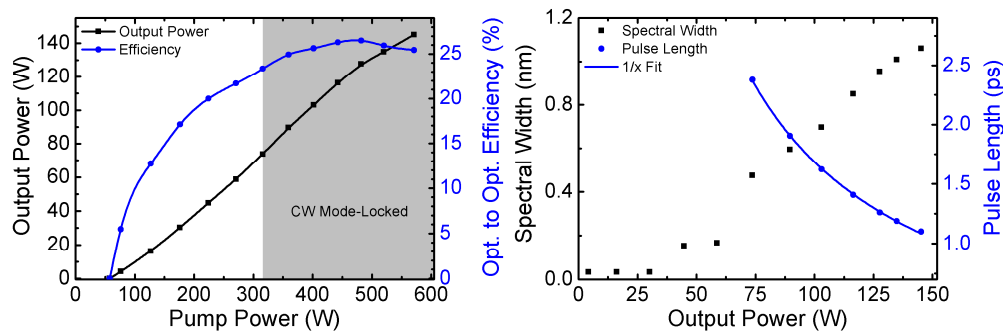 Output Power (W)
140
120
100
80
60
40
20
0
Output Power
Efficiency
CW Mode-Locked
0 100 200 300 400 500 600
Pump Power (W)
25
20
15
10
5
0
Opt. to Opt. Efficiency (%)
Spectral Width (nm)
1.2
0.8
0.4
0.0
Spectral Width
Pulse Length
1/x Fit
0 25 50 75 100 125 150
Output Power (W)
2.5
2.0
1.5
1.0
Pulse Length (ps)